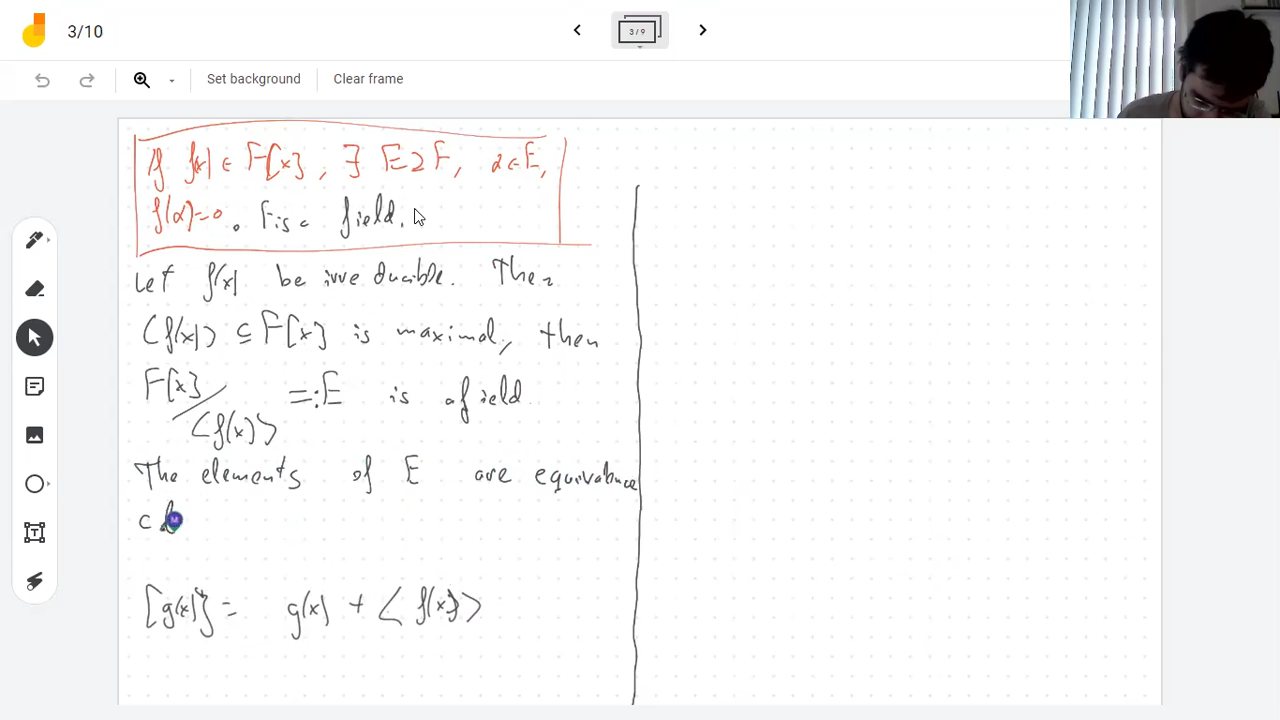 3/10
3 / 9
Set background
Clear frame
If f(x) ∈ F[x], ∃ E ⊇ F, α ∈ E,
f(α)=0. F is a field.
Let f(x) be irreducible. Then
⟨f(x)⟩ ⊆ F[x] is maximal, then
F[x]/⟨f(x)⟩ =: E is a field
The elements of E are equivalence
cl
M
[g(x)] = g(x) + ⟨f(x)⟩